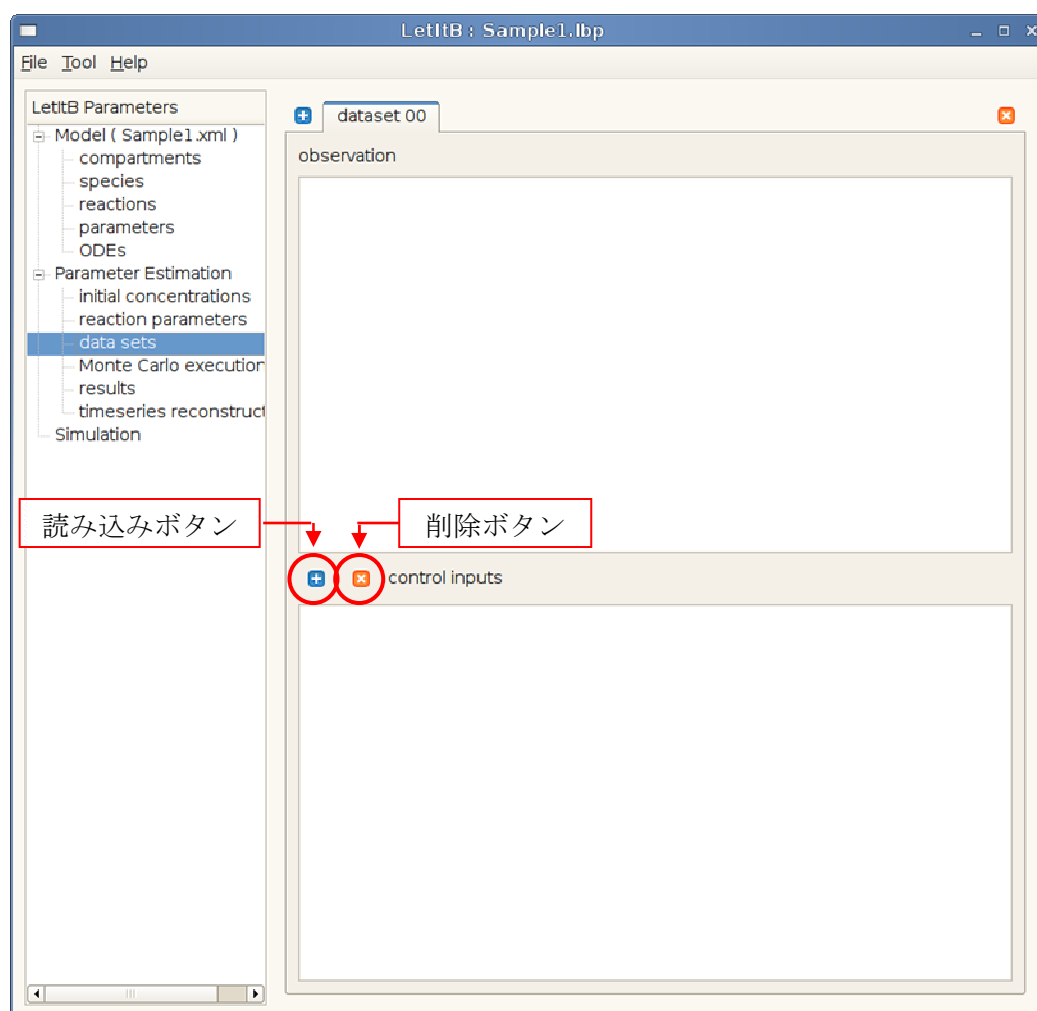 LetItB : Sample1.lbp
File Tool Help
LetItB Parameters
Model ( Sample1.xml )
compartments
species
reactions
parameters
ODEs
Parameter Estimation
initial concentrations
reaction parameters
data sets
Monte Carlo execution
results
timeseries reconstruct
Simulation
dataset 00
observation
読み込みボタン
削除ボタン
control inputs